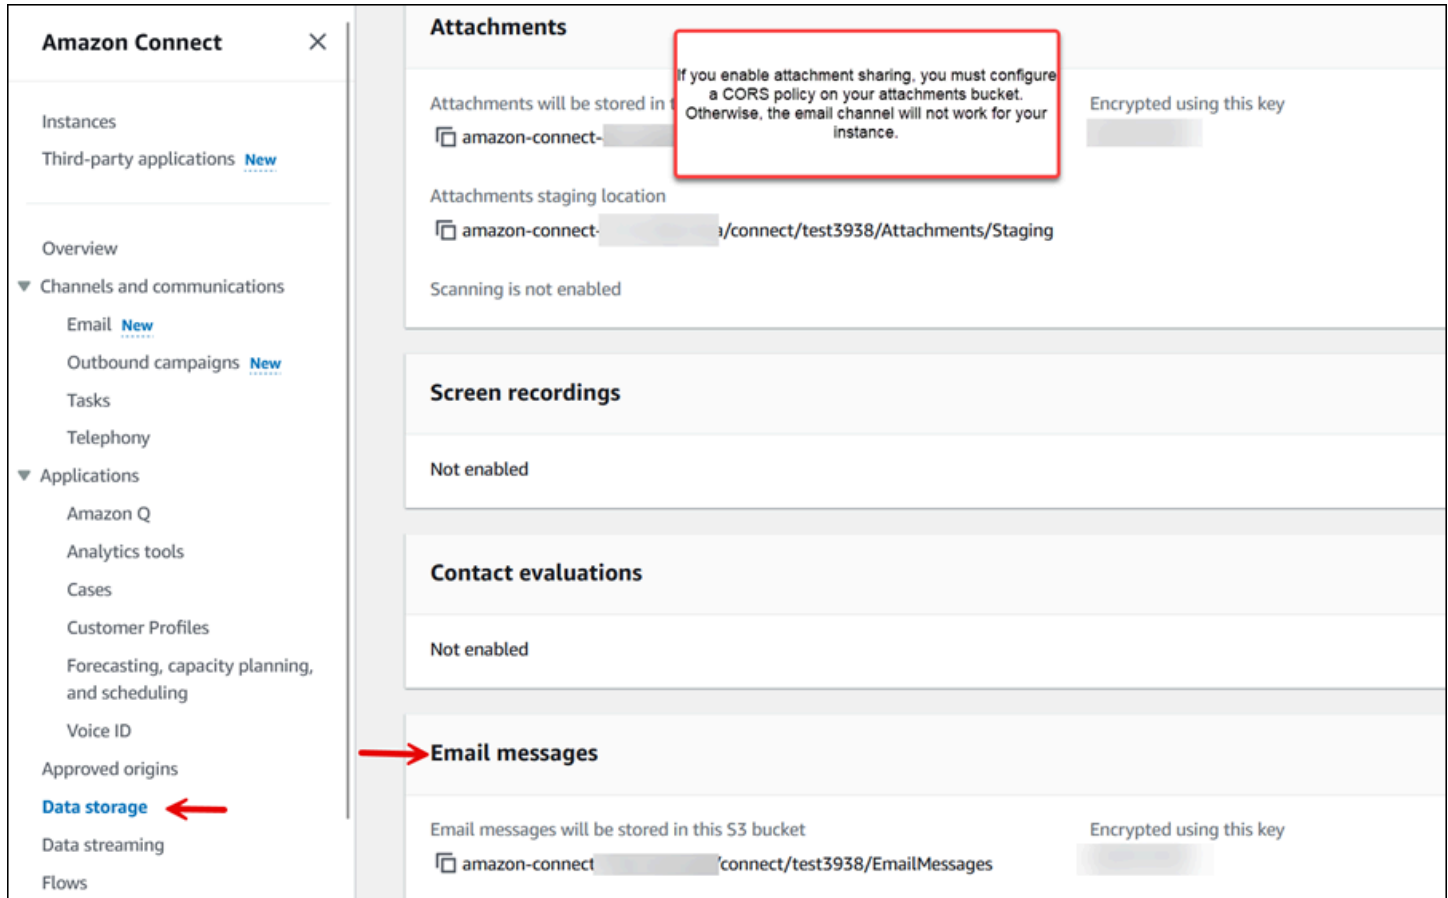 Amazon Connect
Instances
Third-party applications New
Overview
Channels and communications
Email New
Outbound campaigns New
Tasks
Telephony
Applications
Amazon Q
Analytics tools
Cases
Customer Profiles
Forecasting, capacity planning,
and scheduling
Voice ID
Approved origins
Data storage
Data streaming
Flows
Attachments
If you enable attachment sharing, you must configure
a CORS policy on your attachments bucket.
Otherwise, the email channel will not work for your
instance.
Attachments will be stored in
amazon-connect-
Encrypted using this key
Attachments staging location
amazon-connect- a/connect/test3938/Attachments/Staging
Scanning is not enabled
Screen recordings
Not enabled
Contact evaluations
Not enabled
Email messages
Email messages will be stored in this S3 bucket
amazon-connect /connect/test3938/EmailMessages
Encrypted using this key